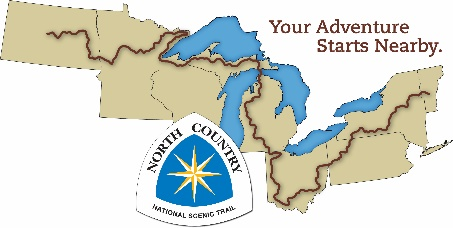 Your Adventure
Starts Nearby.
NORTH COUNTRY
NATIONAL SCENIC TRAIL